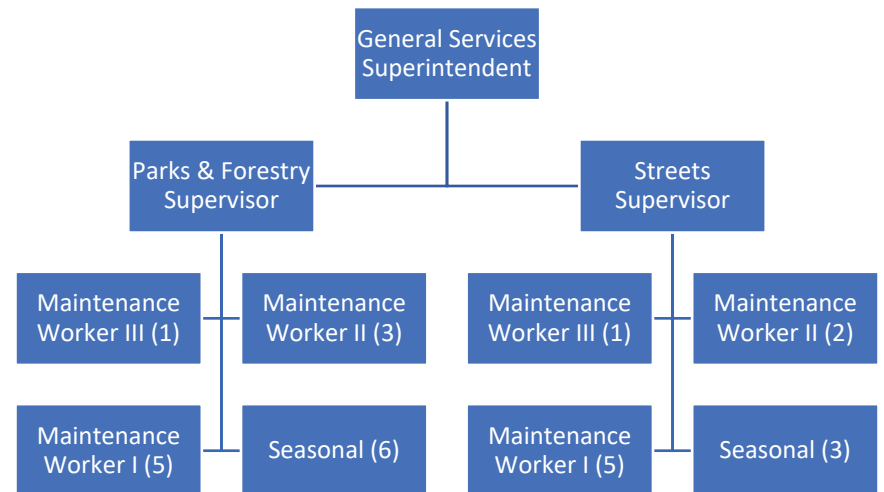 General Services
Superintendent
Parks & Forestry
Supervisor
Streets
Supervisor
Maintenance
Worker III (1)
Maintenance
Worker II (3)
Maintenance
Worker III (1)
Maintenance
Worker II (2)
Maintenance
Worker I (5)
Seasonal (6)
Maintenance
Worker I (5)
Seasonal (3)